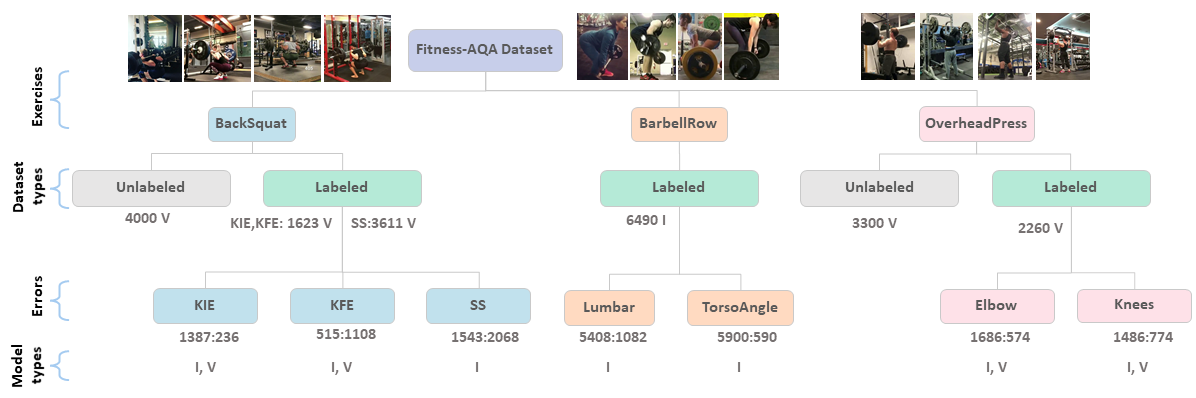 Fitness-AQA Dataset
Exercises
BackSquat
BarbellRow
OverheadPress
Dataset
types
Unlabeled
Labeled
Labeled
Unlabeled
Labeled
4000 V
KIE,KFE: 1623 V
SS:3611 V
6490 I
3300 V
2260 V
Errors
KIE
KFE
SS
Lumbar
TorsoAngle
Elbow
Knees
1387:236
515:1108
1543:2068
5408:1082
5900:590
1686:574
1486:774
Model
types
I, V
I, V
I
I
I
I, V
I, V